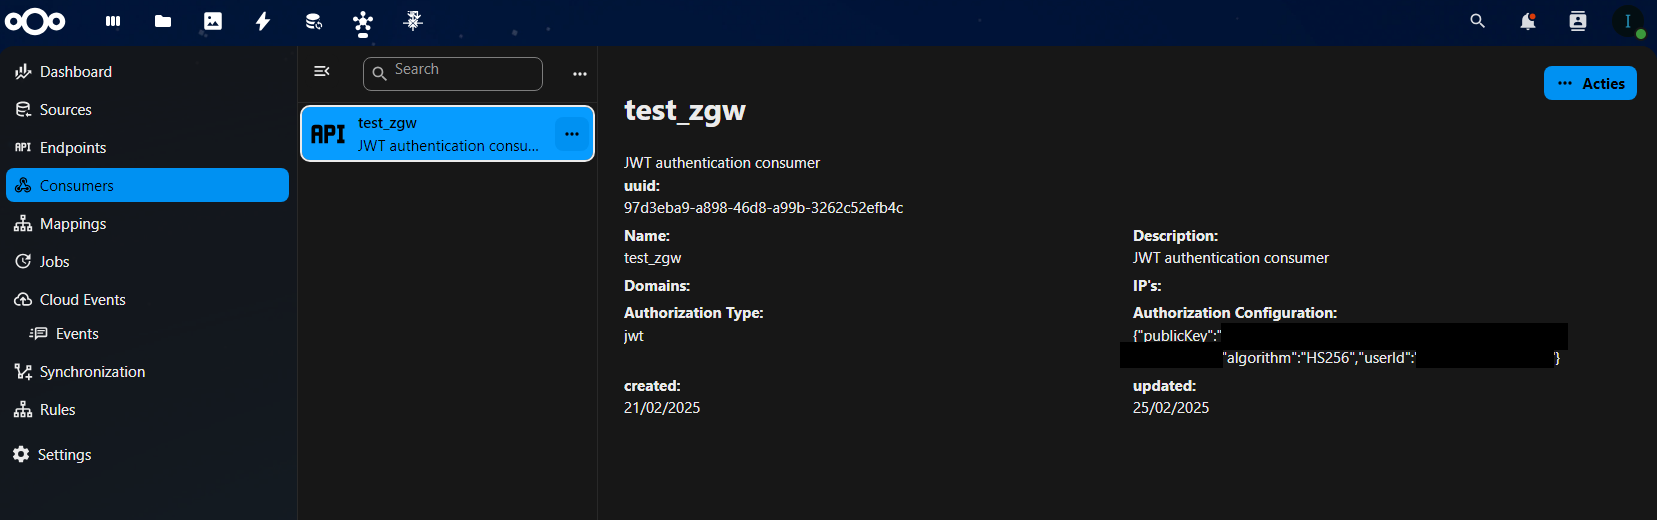 I
Dashboard
Sources
API Endpoints
Consumers
Mappings
Jobs
Cloud Events
Events
Synchronization
Rules
Settings
Search
API
test_zgw
JWT authentication consu...
Acties
test_zgw
JWT authentication consumer
uuid:
97d3eba9-a898-46d8-a99b-3262c52efb4c
Name:
test_zgw
Description:
JWT authentication consumer
Domains:
IP's:
Authorization Type:
jwt
Authorization Configuration:
{"publicKey":"
"algorithm":"HS256","userId":"
"}
created:
21/02/2025
updated:
25/02/2025